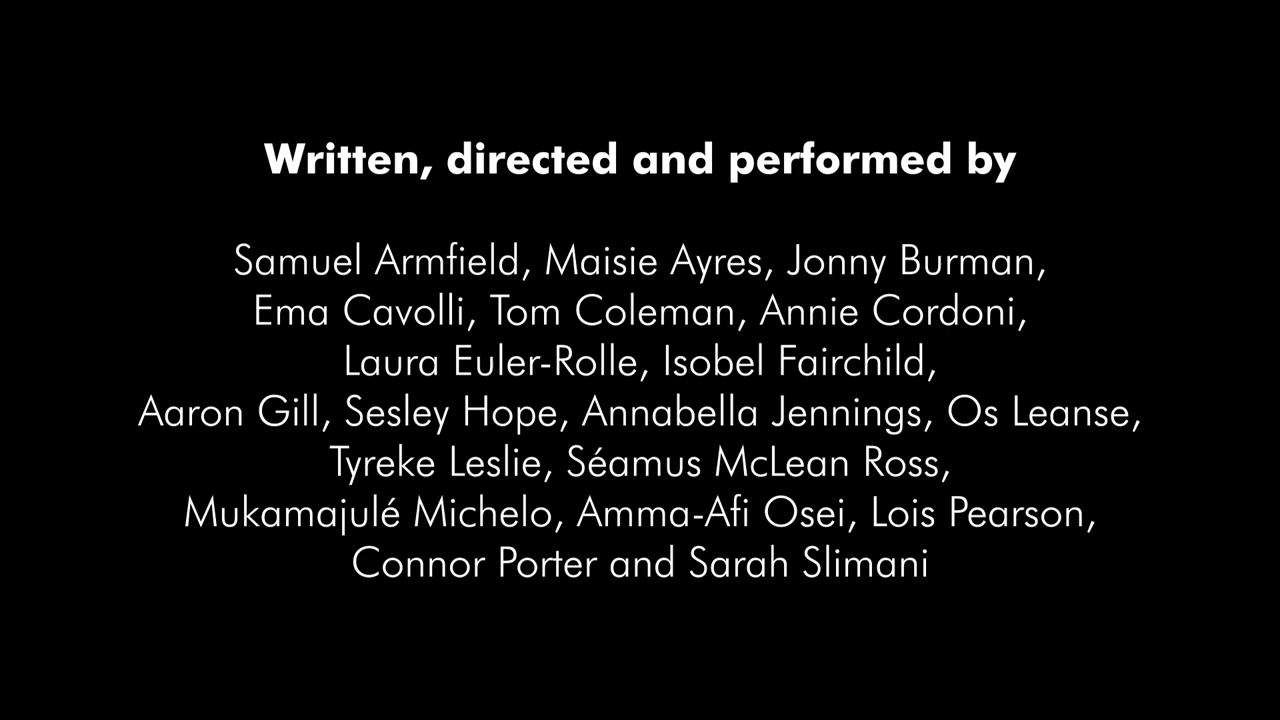 Written, directed and performed by
Samuel Armfield, Maisie Ayres, Jonny Burman,
Ema Cavolli, Tom Coleman, Annie Cordoni,
Laura Euler-Rolle, Isobel Fairchild,
Aaron Gill, Sesley Hope, Annabella Jennings, Os Leanse,
Tyreke Leslie, Séamus McLean Ross,
Mukamajulé Michelo, Amma-Afi Osei, Lois Pearson,
Connor Porter and Sarah Slimani